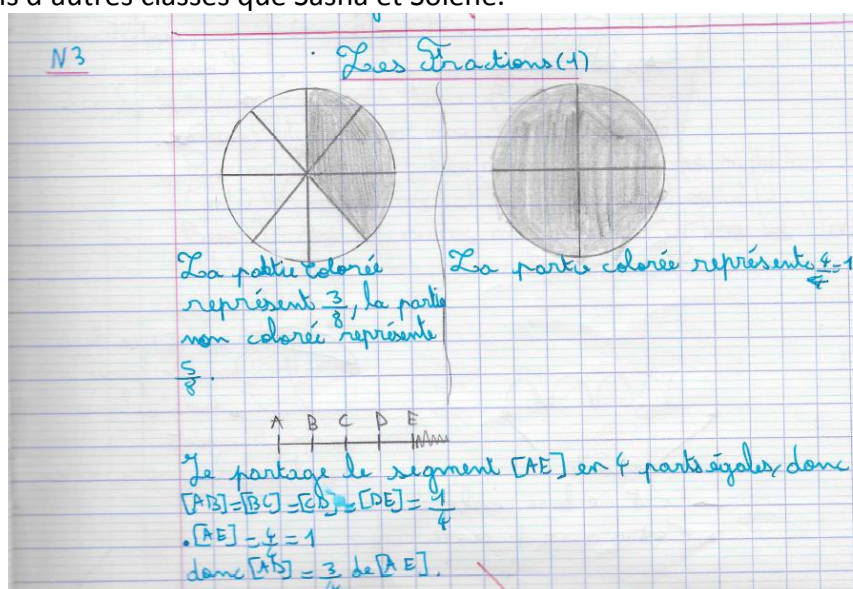 s d'autres classes que Sasha et Solène.
N3
Les Fractions (1)
La partie colorée
représent 3/8, la partie
non colorée représente
5/8.
La partie colorée représente 4/4=1
A B C D E
Je partage le segment [AE] en 4 parts égales, donc
[AB]=[BC]=[CD]=[DE]=1/4
.[AE]=4/4=1
donc [AD]=3/4 de [AE].